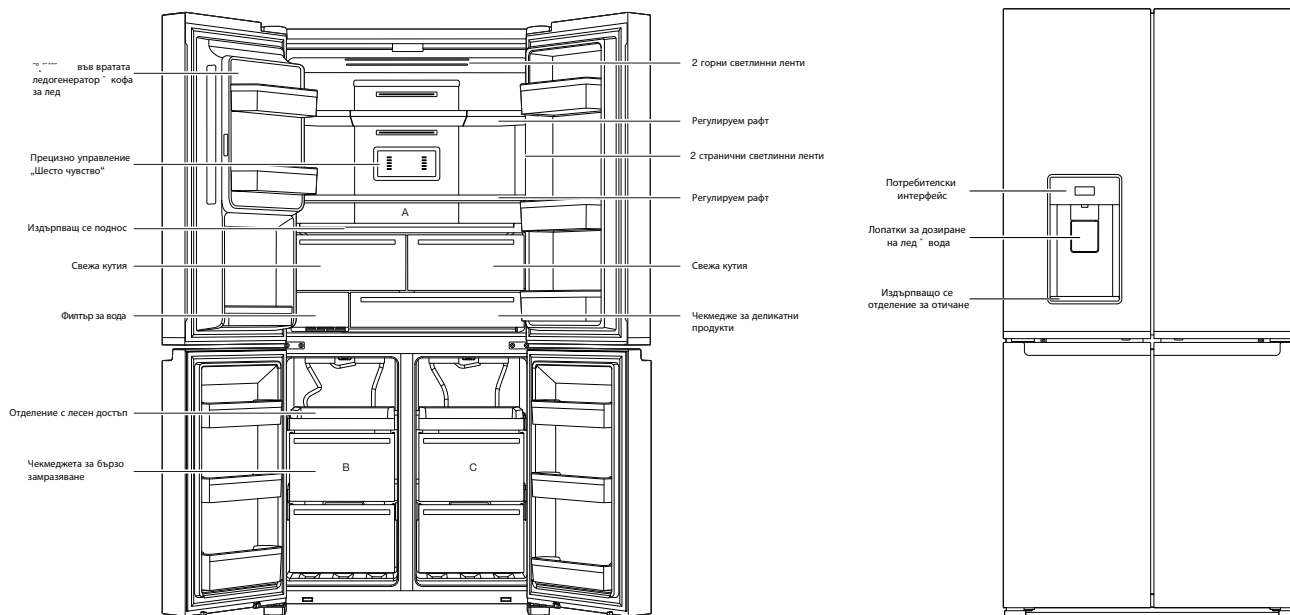 във вратата
ледогенератор кофа
за лед
Прецизно управление
„Шесто чувство“
Издърпващ се поднос
Свежа кутия
Филтър за вода
Отделение с лесен достъп
Чекмеджета за бързо
замразяване
A
B
C
2 горни светлинни ленти
Регулируем рафт
2 странични светлинни ленти
Регулируем рафт
Свежа кутия
Чекмедже за деликатни
продукти
Потребителски
интерфейс
Лопатки за дозиране
на лед вода
Издърпващо се
отделение за отичане